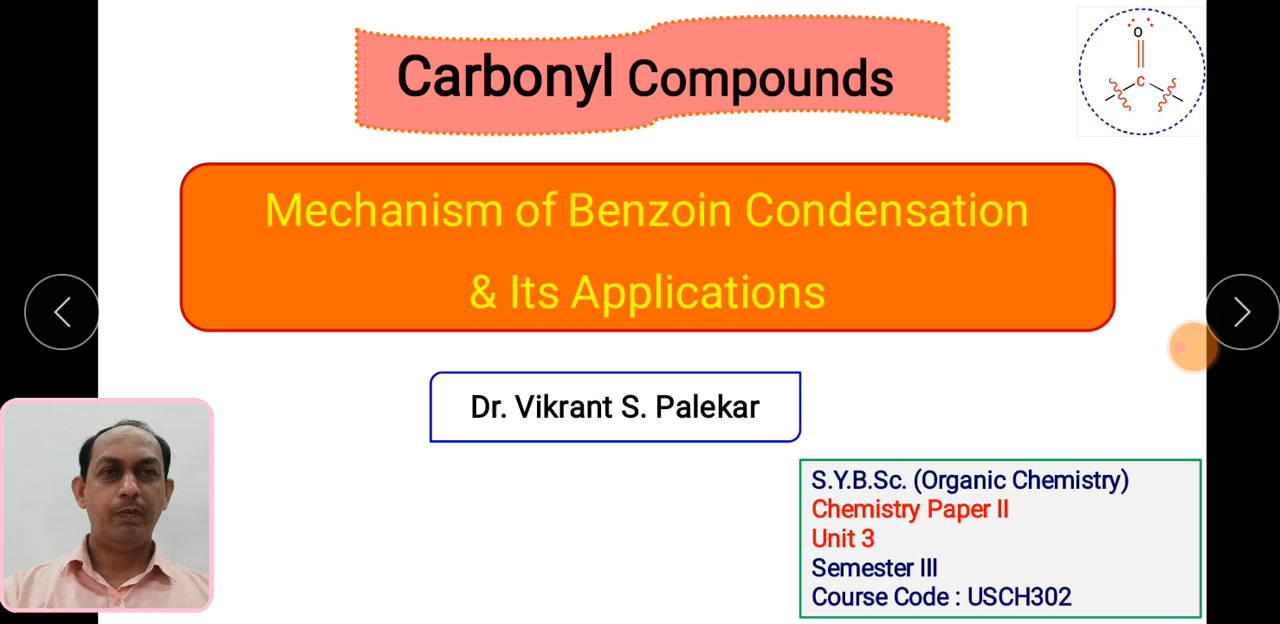 Carbonyl Compounds
O
C
Mechanism of Benzoin Condensation
& Its Applications
Dr. Vikrant S. Palekar
S.Y.B.Sc. (Organic Chemistry)
Chemistry Paper II
Unit 3
Semester III
Course Code : USCH302